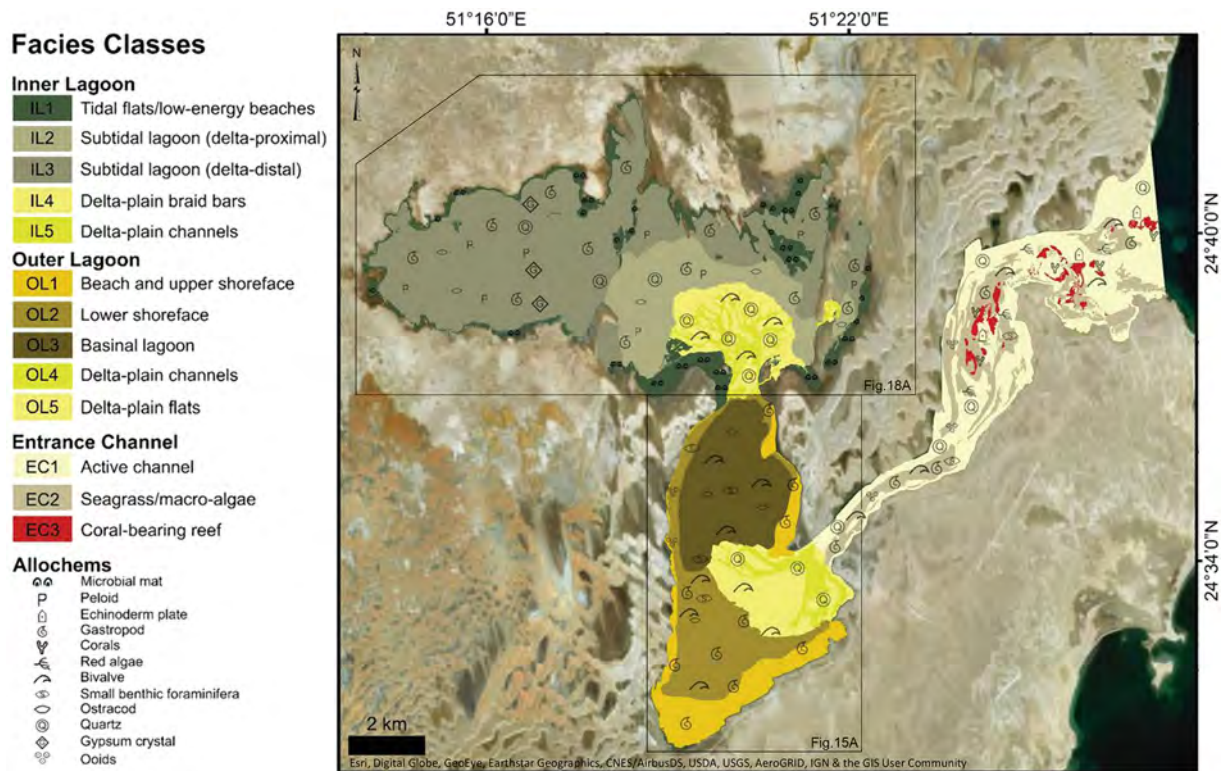 Facies Classes
Inner Lagoon
IL1 Tidal flats/low-energy beaches
IL2 Subtidal lagoon (delta-proximal)
IL3 Subtidal lagoon (delta-distal)
IL4 Delta-plain braid bars
IL5 Delta-plain channels
Outer Lagoon
OL1 Beach and upper shoreface
OL2 Lower shoreface
OL3 Basinal lagoon
OL4 Delta-plain channels
OL5 Delta-plain flats
Entrance Channel
EC1 Active channel
EC2 Seagrass/macro-algae
EC3 Coral-bearing reef
Allochems
Microbial mat
P Peloid
Echinoderm plate
Gastropod
Corals
Red algae
Bivalve
Small benthic foraminifera
Ostracod
Quartz
Gypsum crystal
Ooids
51°16'0"E
51°22'0"E
N
24°40'0"N
24°34'0"N
Fig.18A
Fig.15A
2 km
Esri, Digital Globe, GeoEye, Earthstar Geographics, CNES/AirbusDS, USDA, USGS, AeroGRID, IGN & the GIS User Community